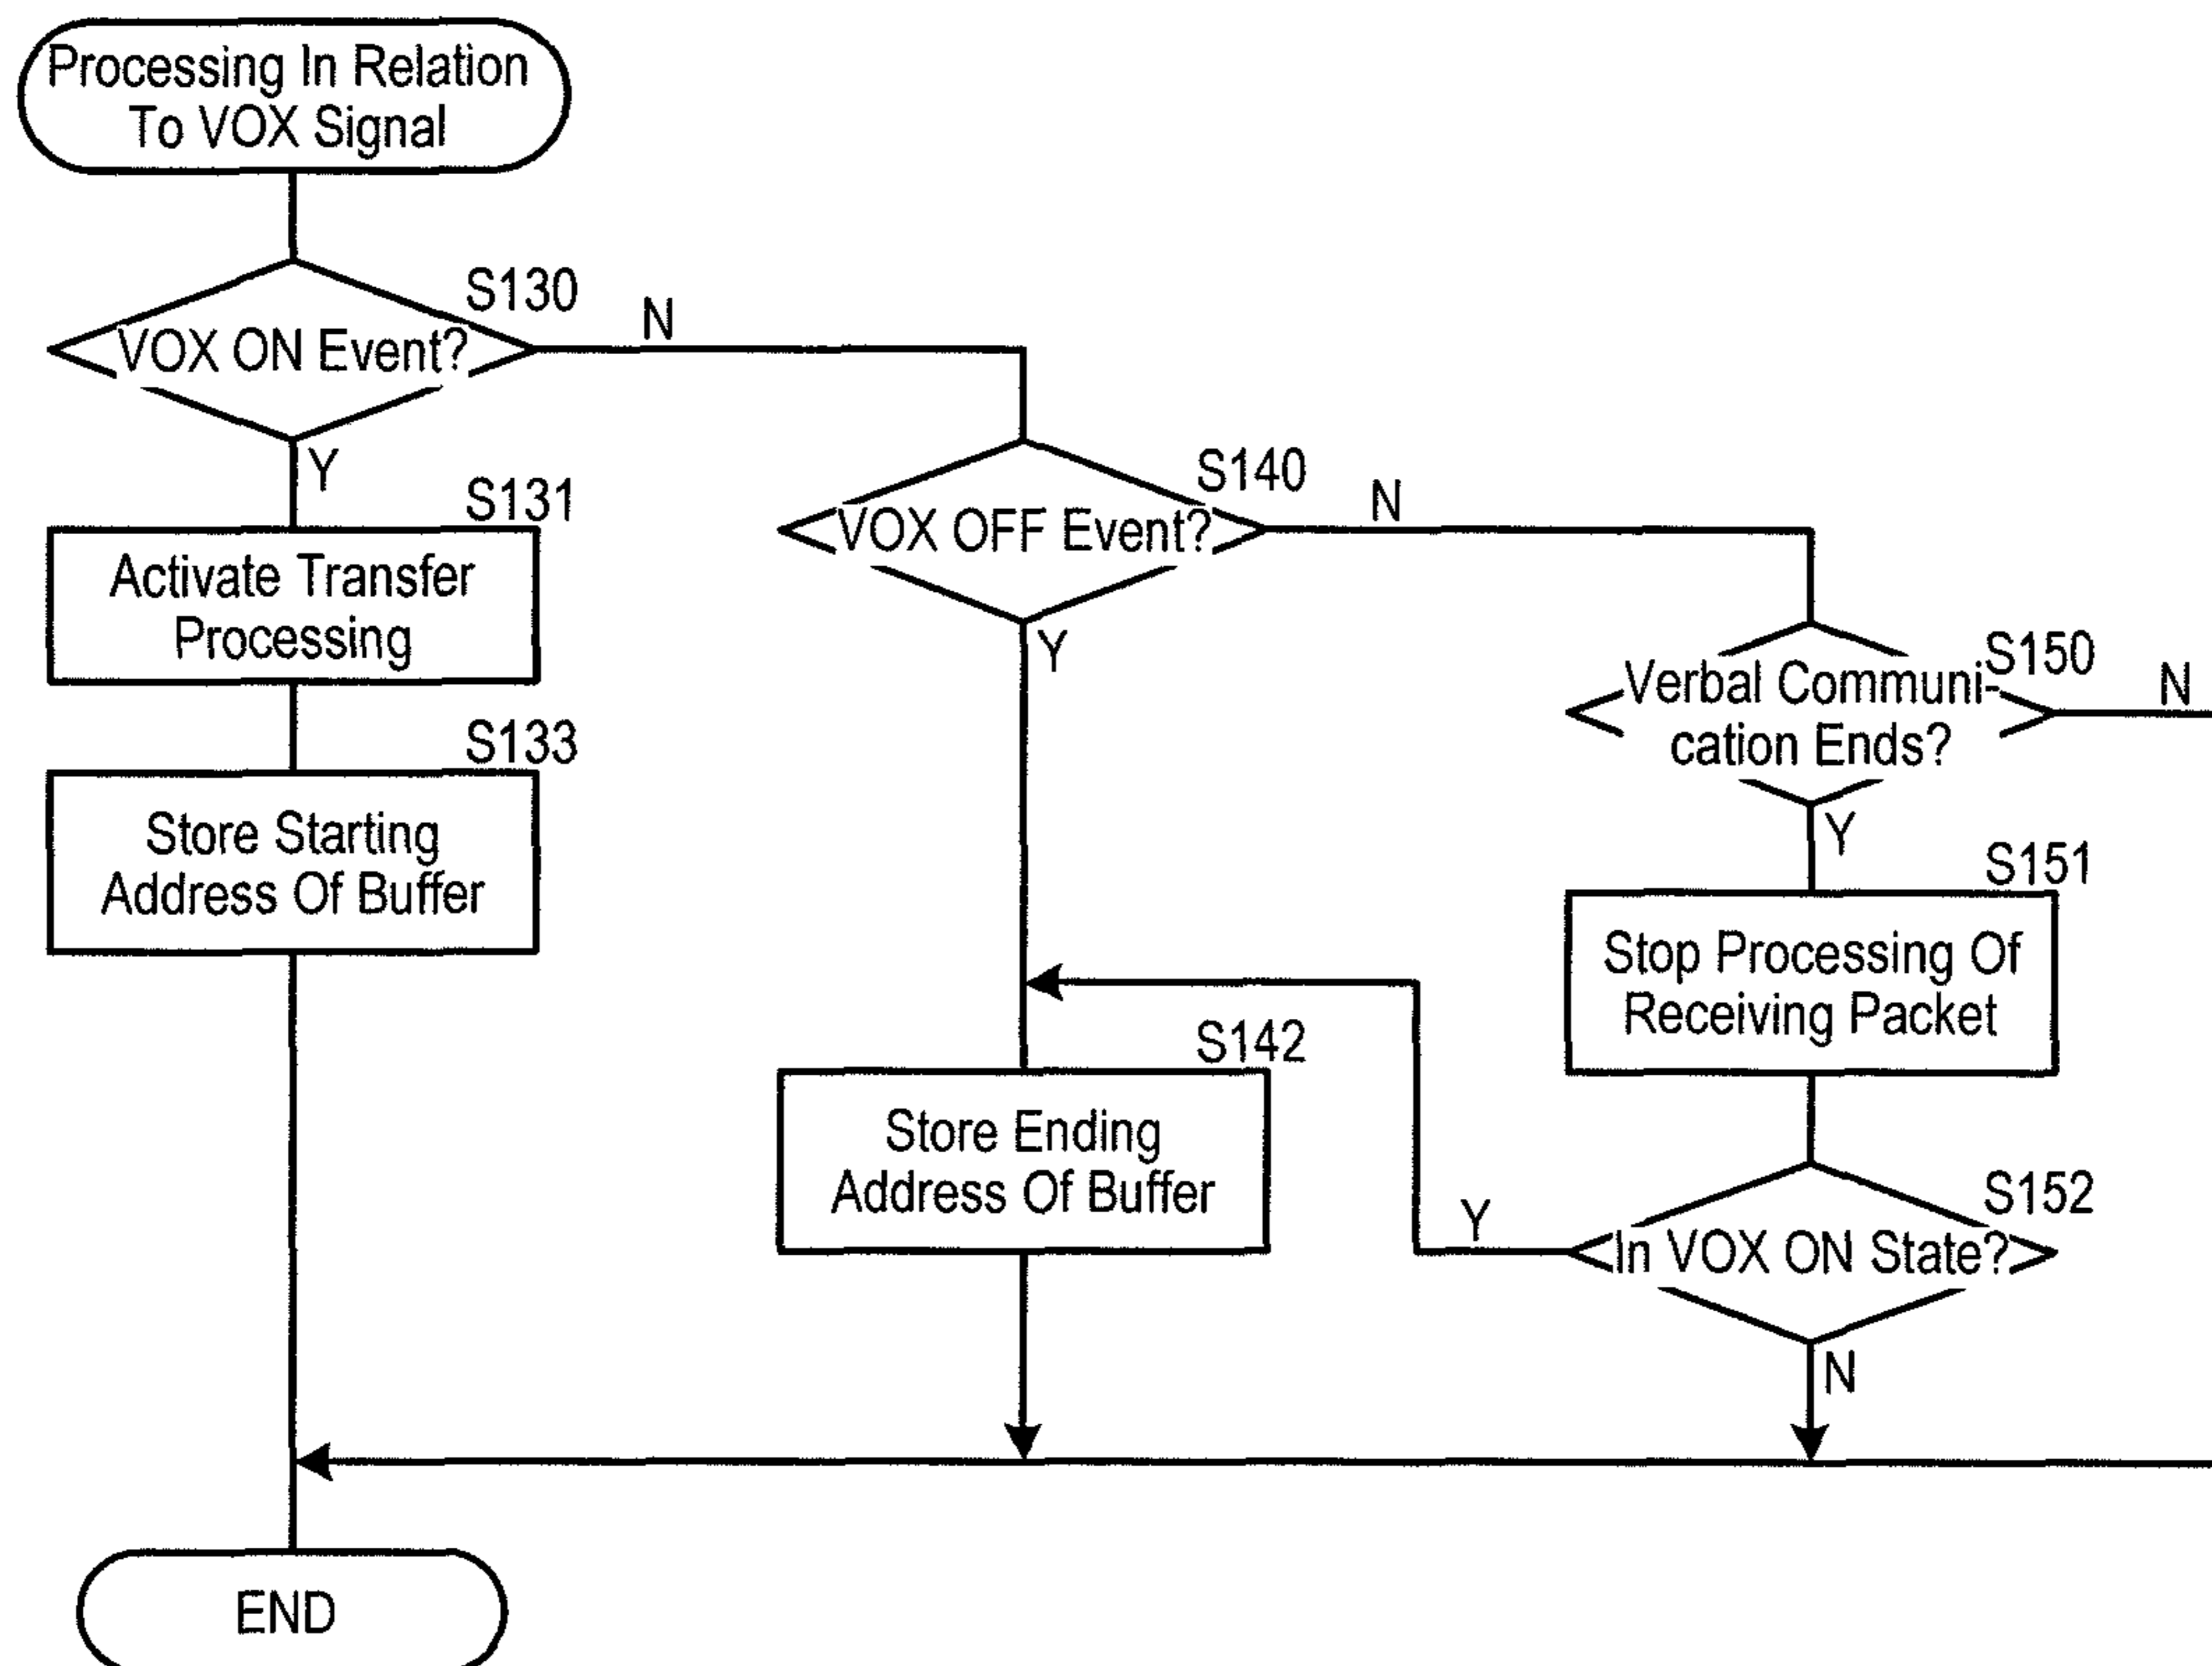 Processing In Relation
To VOX Signal
S130
VOX ON Event?
N
Y
S131
Activate Transfer
Processing
S133
Store Starting
Address Of Buffer
S140
VOX OFF Event?
N
Y
S142
Store Ending
Address Of Buffer
S150
Verbal Communi-
cation Ends?
N
Y
S151
Stop Processing Of
Receiving Packet
S152
In VOX ON State?
Y
N
END